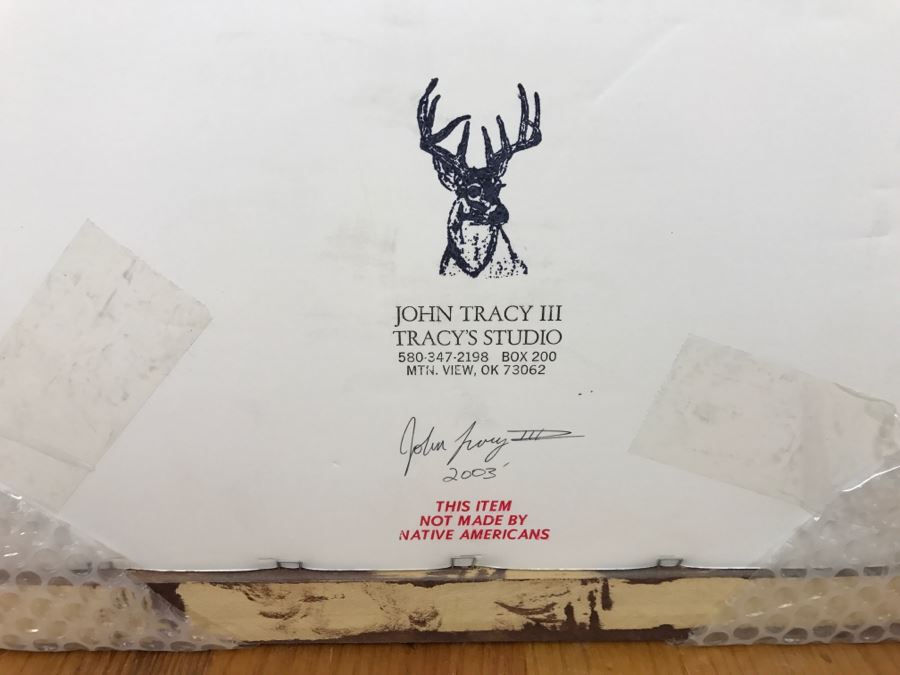 JOHN TRACY III
TRACY'S STUDIO
580-347-2198 BOX 200
MTN. VIEW, OK 73062
John Tracy III
2003
THIS ITEM
NOT MADE BY
NATIVE AMERICANS